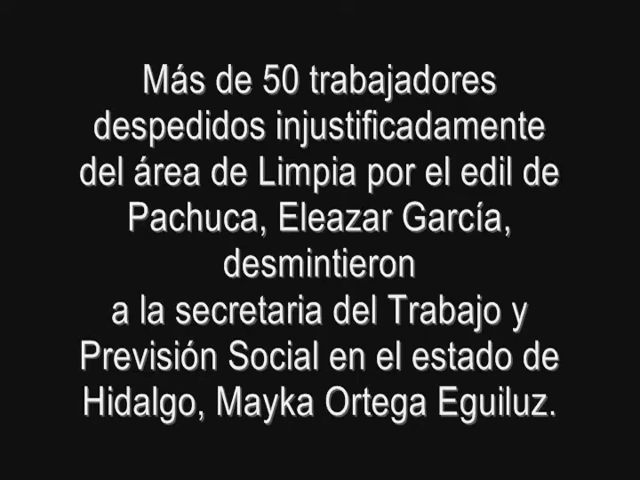 Más de 50 trabajadores
despedidos injustificadamente
del área de Limpia por el edil de
Pachuca, Eleazar García,
desmintieron
a la secretaria del Trabajo y
Previsión Social en el estado de
Hidalgo, Mayka Ortega Eguiluz.